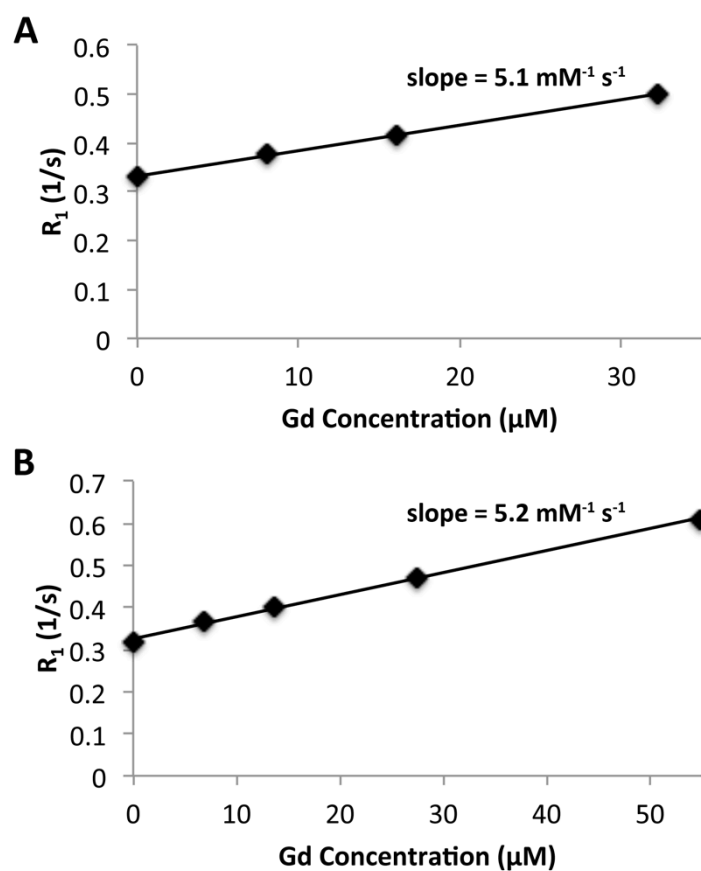 A
0.6
slope = 5.1 mM⁻¹ s⁻¹
0.5
0.4
0.3
0.2
0.1
0
R₁ (1/s)
0 10 20 30
Gd Concentration (μM)
B
0.7
slope = 5.2 mM⁻¹ s⁻¹
0.6
0.5
0.4
0.3
0.2
0.1
0
R₁ (1/s)
0 10 20 30 40 50
Gd Concentration (μM)